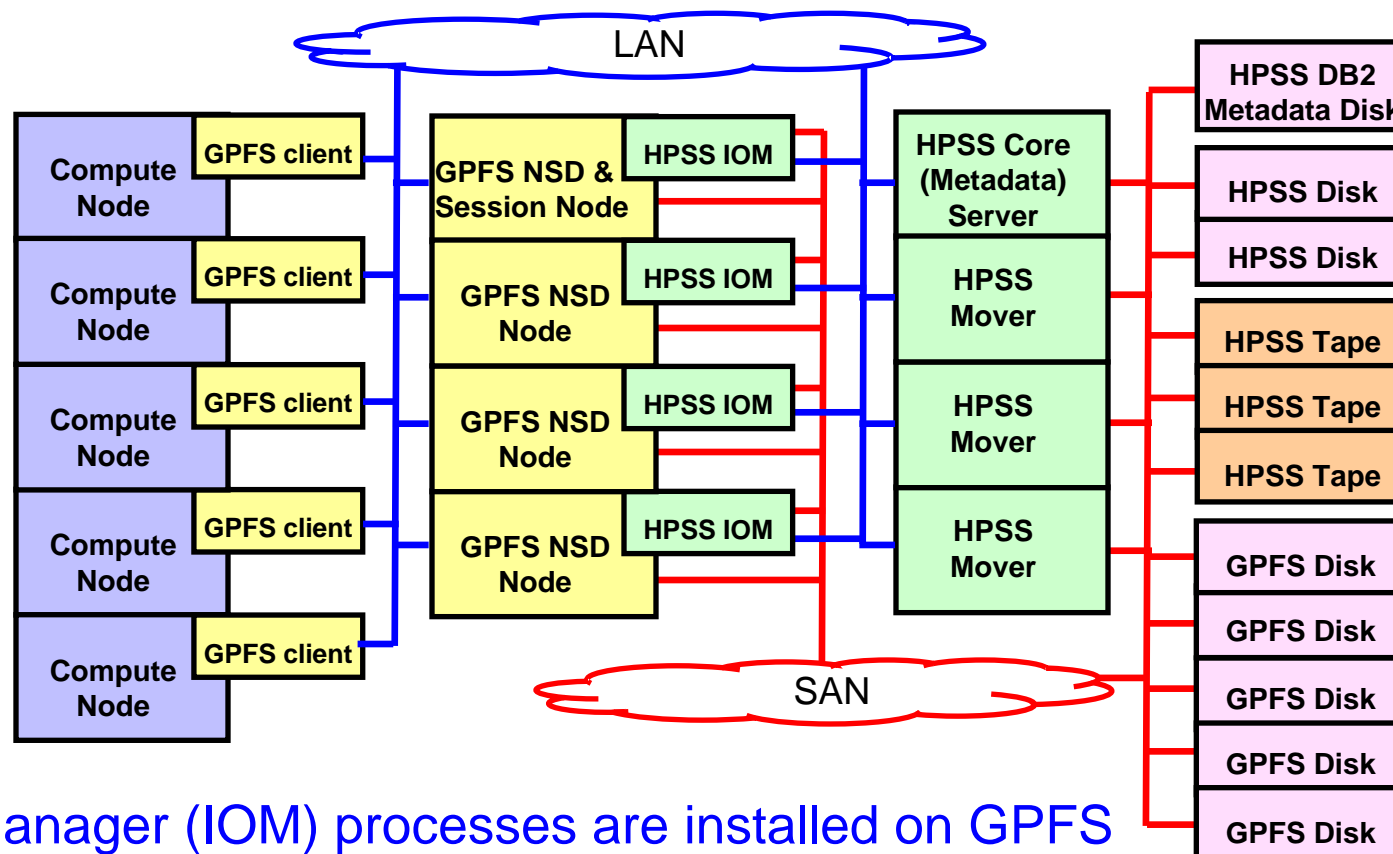 LAN
Compute
Node
GPFS client
Compute
Node
GPFS client
Compute
Node
GPFS client
Compute
Node
GPFS client
Compute
Node
GPFS client
GPFS NSD &
Session Node
HPSS IOM
GPFS NSD
Node
HPSS IOM
GPFS NSD
Node
HPSS IOM
GPFS NSD
Node
HPSS IOM
HPSS Core
(Metadata)
Server
HPSS
Mover
HPSS
Mover
HPSS
Mover
SAN
HPSS DB2
Metadata Disk
HPSS Disk
HPSS Disk
HPSS Tape
HPSS Tape
HPSS Tape
GPFS Disk
GPFS Disk
GPFS Disk
GPFS Disk
GPFS Disk
anager (IOM) processes are installed on GPFS